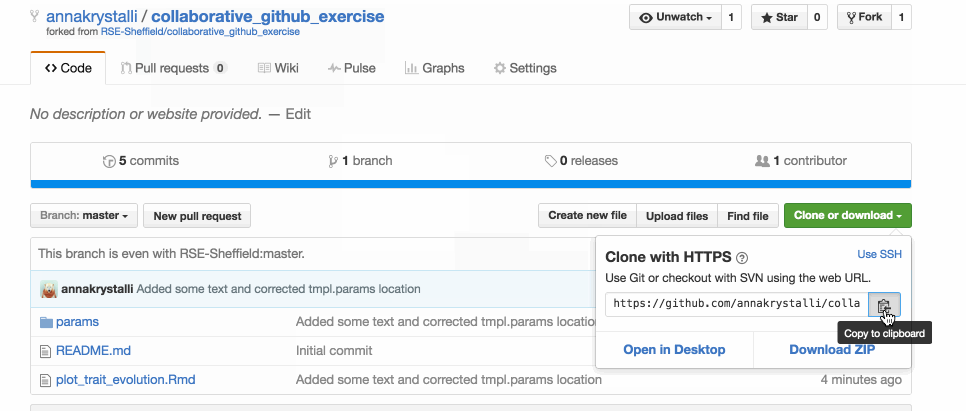 annakrystalli / collaborative_github_exercise
forked from RSE-Sheffield/collaborative_github_exercise
Unwatch 1 Star 0 Fork 1
Code Pull requests 0 Wiki Pulse Graphs Settings
No description or website provided. — Edit
5 commits 1 branch 0 releases 1 contributor
Branch: master New pull request Create new file Upload files Find file Clone or download
This branch is even with RSE-Sheffield:master.
annakrystalli Added some text and corrected tmpl.params location
params Added some text and corrected tmpl.params location
README.md Initial commit
plot_trait_evolution.Rmd Added some text and corrected tmpl.params location 4 minutes ago
Clone with HTTPS ?
Use SSH
Use Git or checkout with SVN using the web URL.
https://github.com/annakrystalli/colla
Copy to clipboard
Open in Desktop Download ZIP